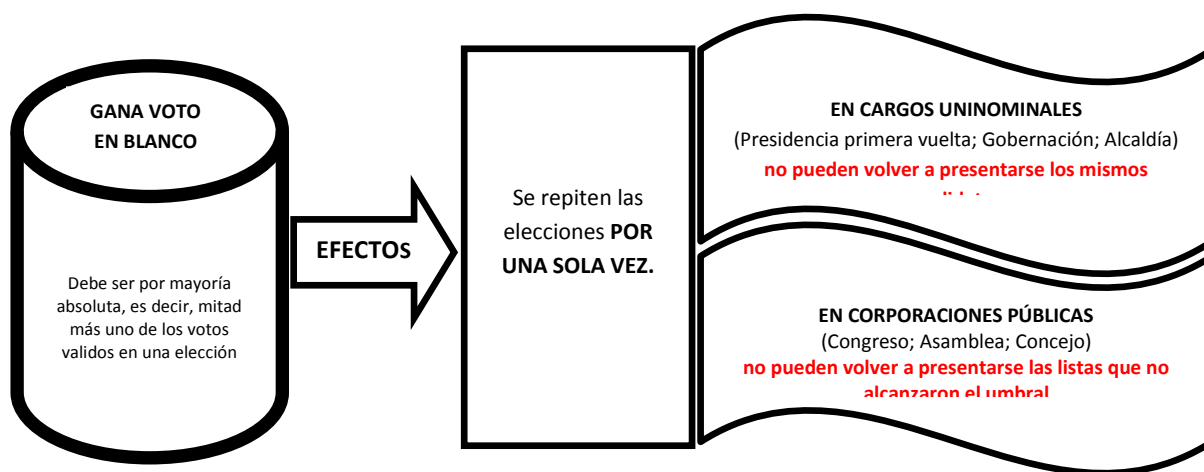 GANA VOTO
EN BLANCO
Debe ser por mayoría
absoluta, es decir, mitad
más uno de los votos
validos en una elección
EFECTOS
Se repiten las
elecciones POR
UNA SOLA VEZ.
EN CARGOS UNINOMINALES
(Presidencia primera vuelta; Gobernación; Alcaldía)
no pueden volver a presentarse los mismos
EN CORPORACIONES PÚBLICAS
(Congreso; Asamblea; Concejo)
no pueden volver a presentarse las listas que no
alcanzaron el umbral